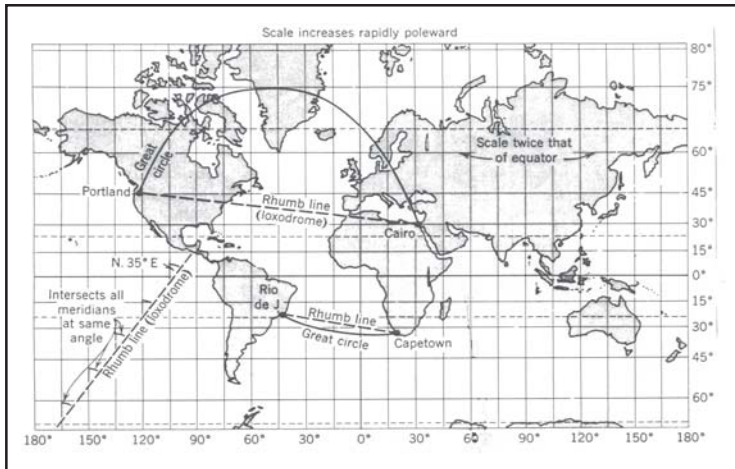 Scale increases rapidly poleward
80°
75°
60°
45°
30°
15°
0°
15°
30°
45°
60°
Great
circle
Scale twice that
of equator
Portland
Rhumb line
(loxodrome)
Cairo
N. 35° E
Rio
de J.
Intersects all
meridians
at same
angle
Rhumb line (loxodrome)
Rhumb line
Great circle
Capetown
180° 150° 120° 90° 60° 30° 0° 30° 60° 90° 120° 150° 180°